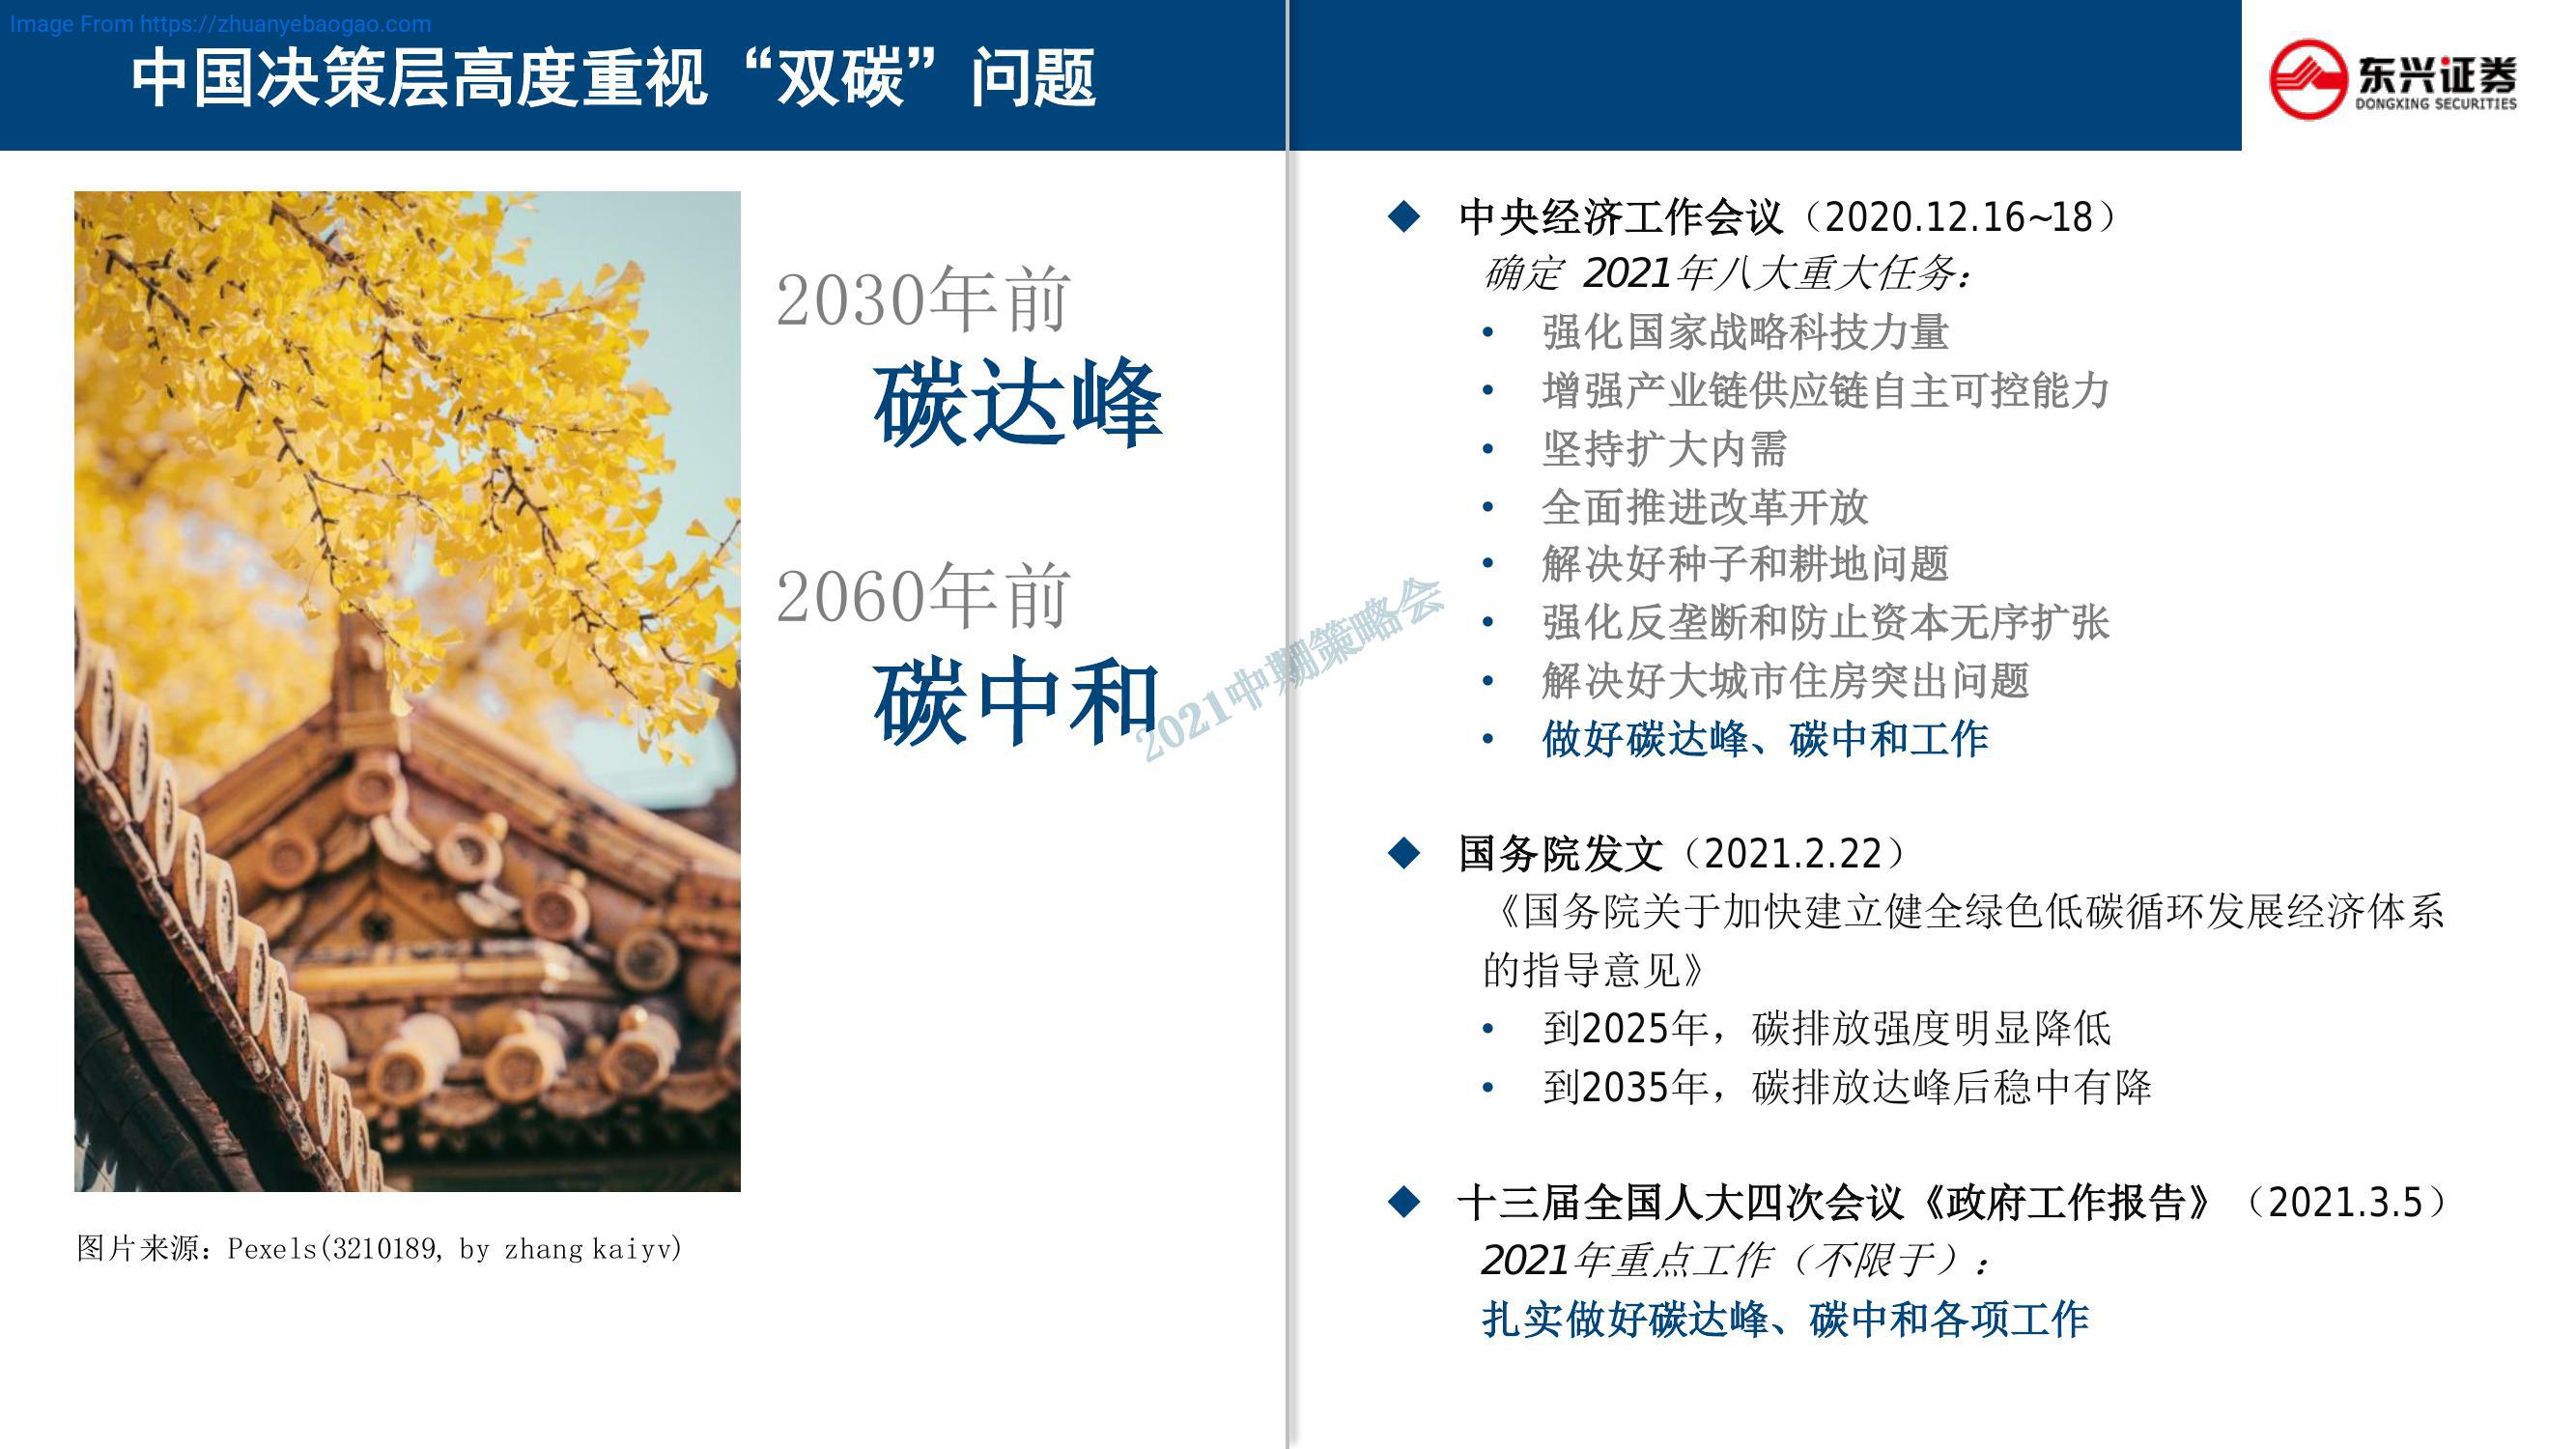 Image From https://zhuanyebaogao.com
中国决策层高度重视“双碳”问题
东兴证券
DONGXING SECURITIES
2030年前
碳达峰
2060年前
碳中和
图片来源：Pexels(3210189, by zhang kaiyv)
2021中期策略会
中央经济工作会议（2020.12.16~18）
确定 2021年八大重大任务：
• 强化国家战略科技力量
• 增强产业链供应链自主可控能力
• 坚持扩大内需
• 全面推进改革开放
• 解决好种子和耕地问题
• 强化反垄断和防止资本无序扩张
• 解决好大城市住房突出问题
• 做好碳达峰、碳中和工作
国务院发文（2021.2.22）
《国务院关于加快建立健全绿色低碳循环发展经济体系
的指导意见》
• 到2025年，碳排放强度明显降低
• 到2035年，碳排放达峰后稳中有降
十三届全国人大四次会议《政府工作报告》（2021.3.5）
2021年重点工作（不限于）：
扎实做好碳达峰、碳中和各项工作